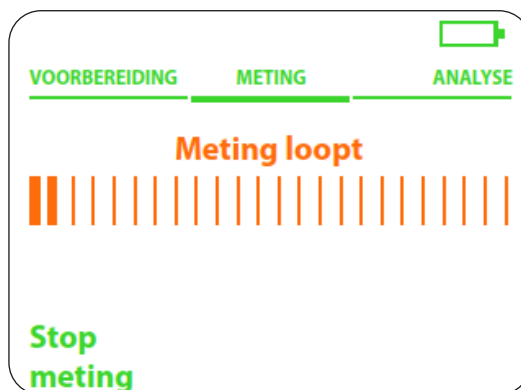 VOORBEREIDING METING ANALYSE
Meting loopt
Stop
meting